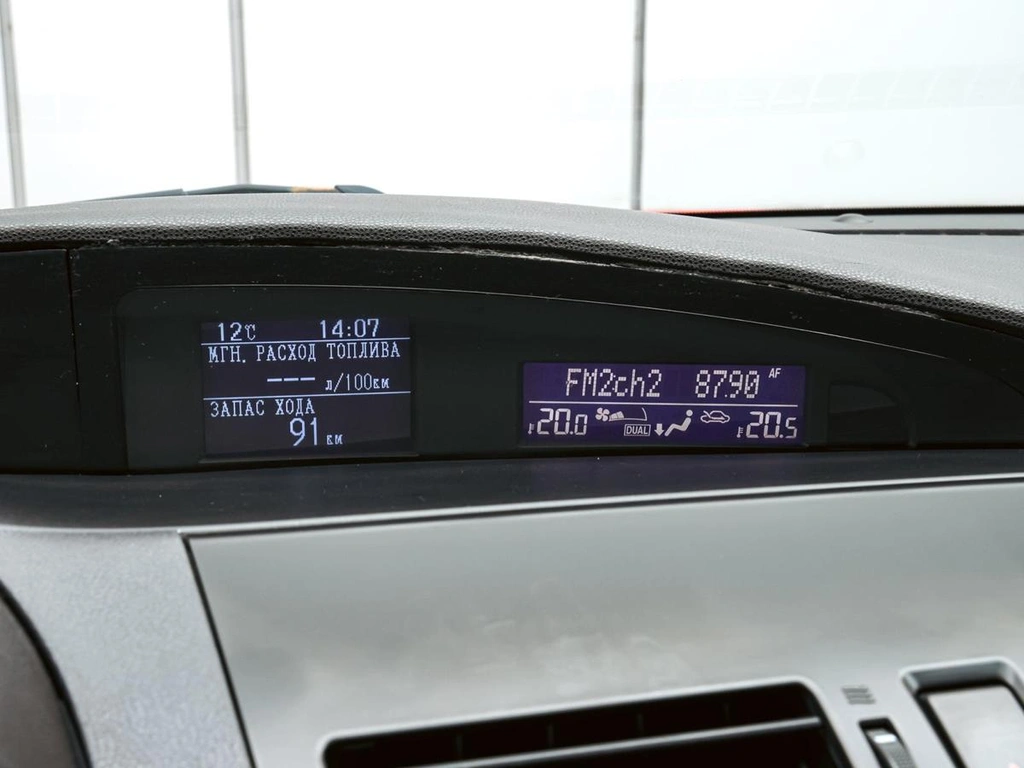 12℃ 14:07
МГН. РАСХОД ТОПЛИВА
--- л/100км
ЗАПАС ХОДА
91 км
FM2ch2 87.90 AF
20.0 DUAL 20.5